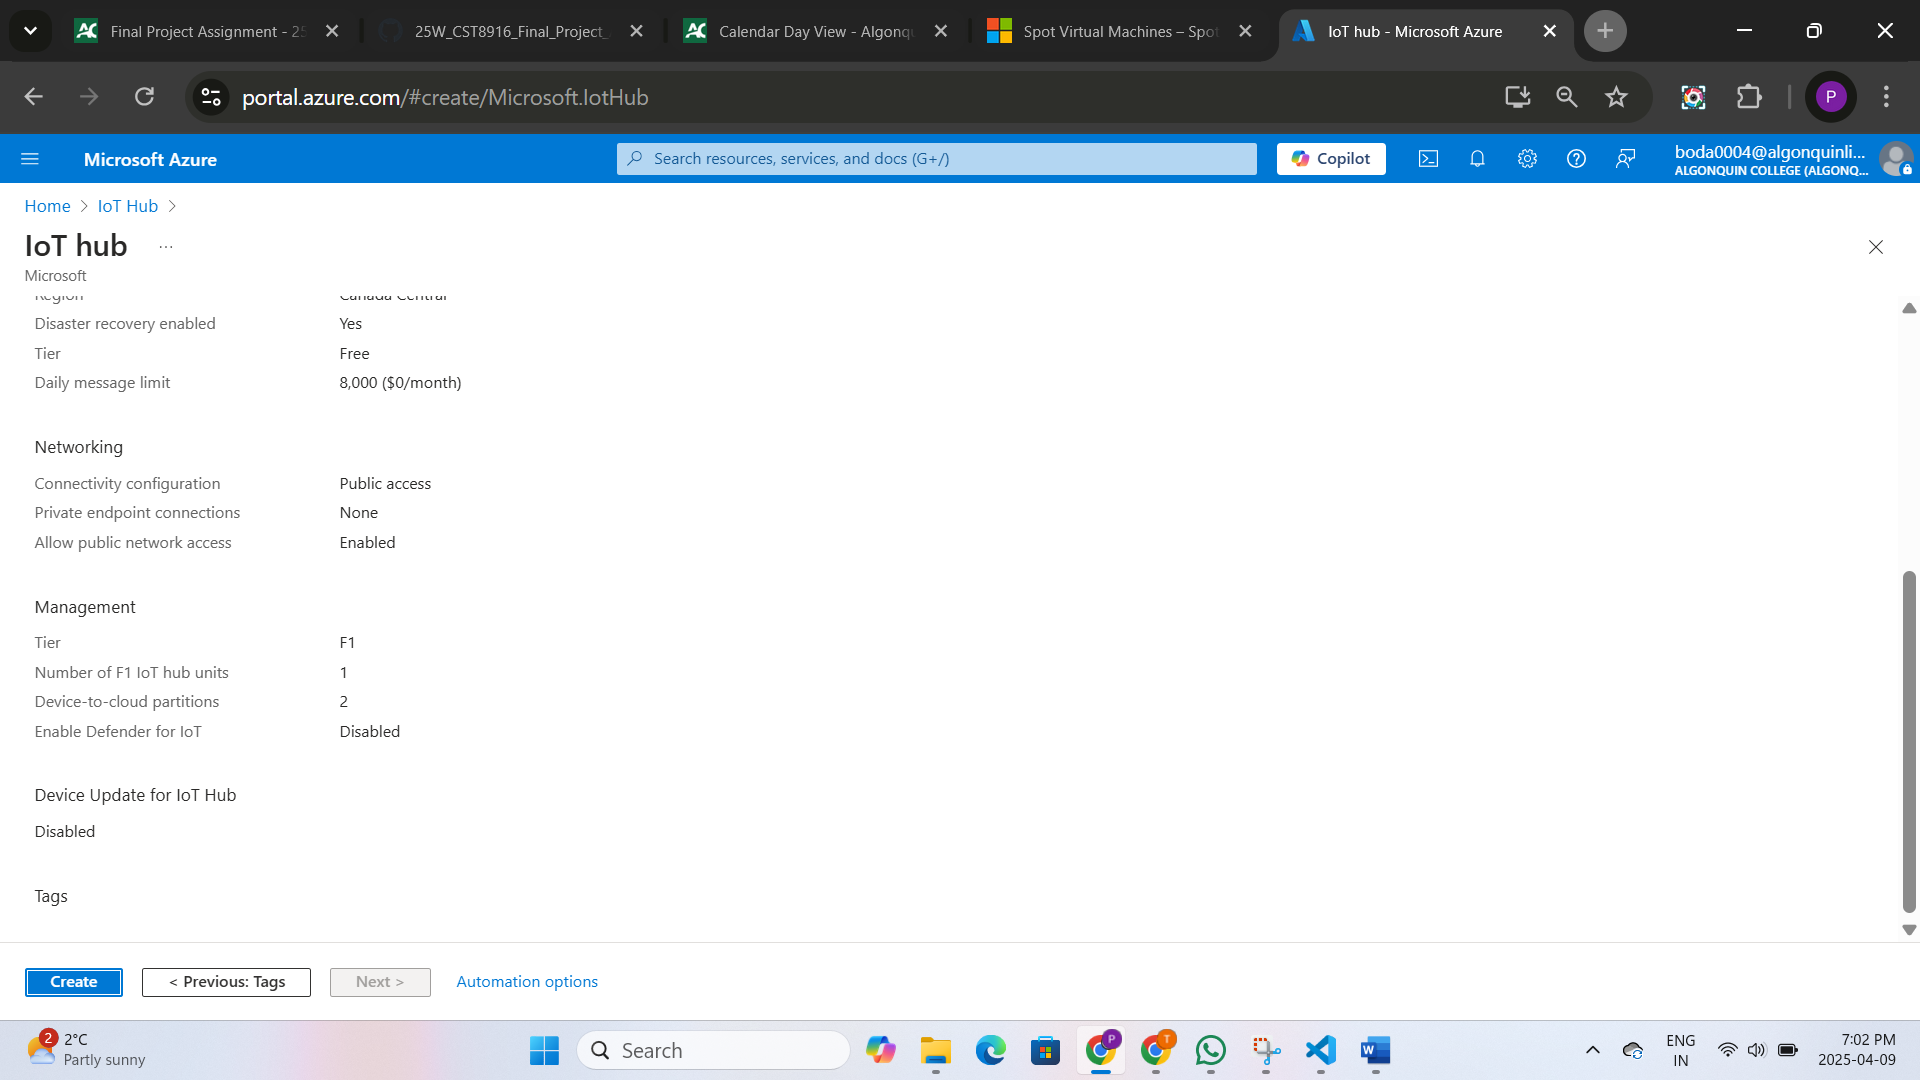 Final Project Assignment - 25
25W_CST8916_Final_Project_
Calendar Day View - Algonqu
Spot Virtual Machines – Spot
IoT hub - Microsoft Azure
portal.azure.com/#create/Microsoft.IotHub
P
Microsoft Azure
Search resources, services, and docs (G+/)
Copilot
boda0004@algonquinli...
ALGONQUIN COLLEGE (ALGONQ...
Home
IoT Hub
IoT hub
...
Microsoft
Region
Canada Central
Disaster recovery enabled
Yes
Tier
Free
Daily message limit
8,000 ($0/month)
Networking
Connectivity configuration
Public access
Private endpoint connections
None
Allow public network access
Enabled
Management
Tier
F1
Number of F1 IoT hub units
1
Device-to-cloud partitions
2
Enable Defender for IoT
Disabled
Device Update for IoT Hub
Disabled
Tags
Create
< Previous: Tags
Next >
Automation options
2
2°C
Partly sunny
Search
P
T
ENG
IN
7:02 PM
2025-04-09